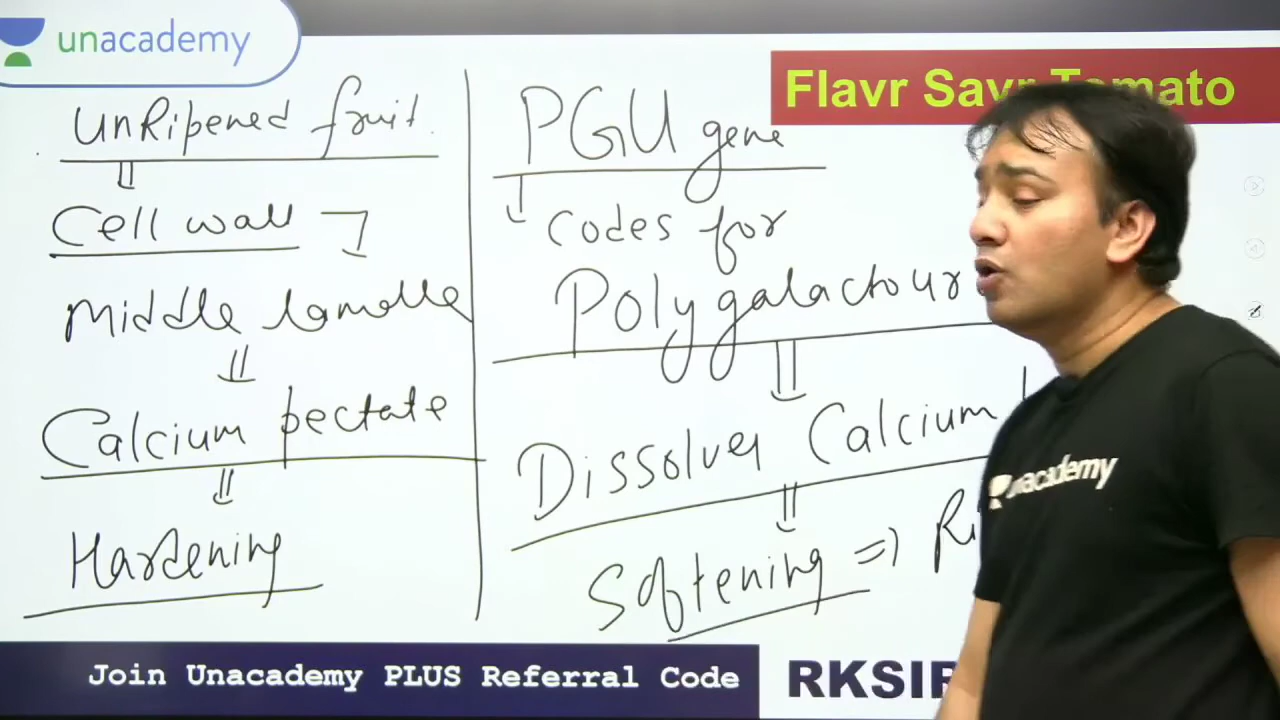 unacademy
Flavr Savr Tomato
UnRipened fruit.
Cell wall
Middle lamella
Calcium pectate
Hardening
PGU gene
Codes for
Polygalactour
Dissolves Calcium
Softening => Ri
unacademy
Join Unacademy PLUS Referral Code
RKSIR